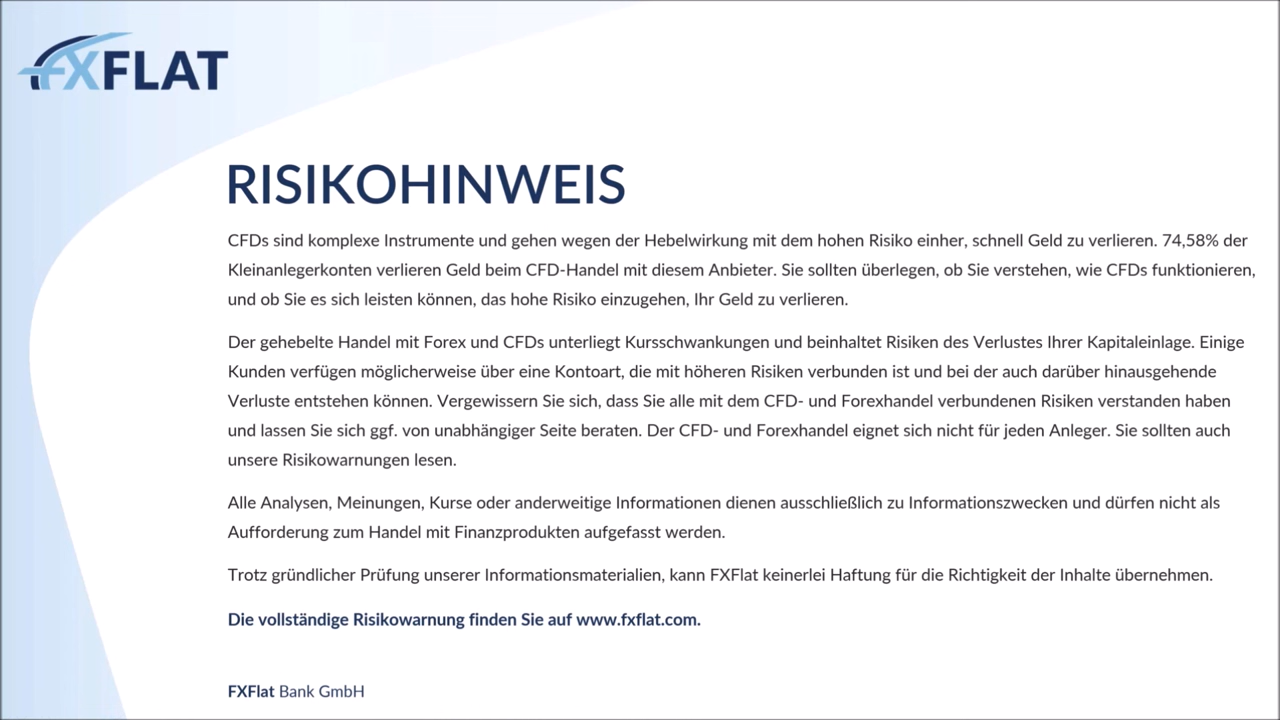 FXFLAT
RISIKOHINWEIS
CFDs sind komplexe Instrumente und gehen wegen der Hebelwirkung mit dem hohen Risiko einher, schnell Geld zu verlieren. 74,58% der
Kleinanlegerkonten verlieren Geld beim CFD-Handel mit diesem Anbieter. Sie sollten überlegen, ob Sie verstehen, wie CFDs funktionieren,
und ob Sie es sich leisten können, das hohe Risiko einzugehen, Ihr Geld zu verlieren.
Der gehebelte Handel mit Forex und CFDs unterliegt Kursschwankungen und beinhaltet Risiken des Verlustes Ihrer Kapitaleinlage. Einige
Kunden verfügen möglicherweise über eine Kontoart, die mit höheren Risiken verbunden ist und bei der auch darüber hinausgehende
Verluste entstehen können. Vergewissern Sie sich, dass Sie alle mit dem CFD- und Forexhandel verbundenen Risiken verstanden haben
und lassen Sie sich ggf. von unabhängiger Seite beraten. Der CFD- und Forexhandel eignet sich nicht für jeden Anleger. Sie sollten auch
unsere Risikowarnungen lesen.
Alle Analysen, Meinungen, Kurse oder anderweitige Informationen dienen ausschließlich zu Informationszwecken und dürfen nicht als
Aufforderung zum Handel mit Finanzprodukten aufgefasst werden.
Trotz gründlicher Prüfung unserer Informationsmaterialien, kann FXFlat keinerlei Haftung für die Richtigkeit der Inhalte übernehmen.
Die vollständige Risikowarnung finden Sie auf www.fxflat.com.
FXFlat Bank GmbH